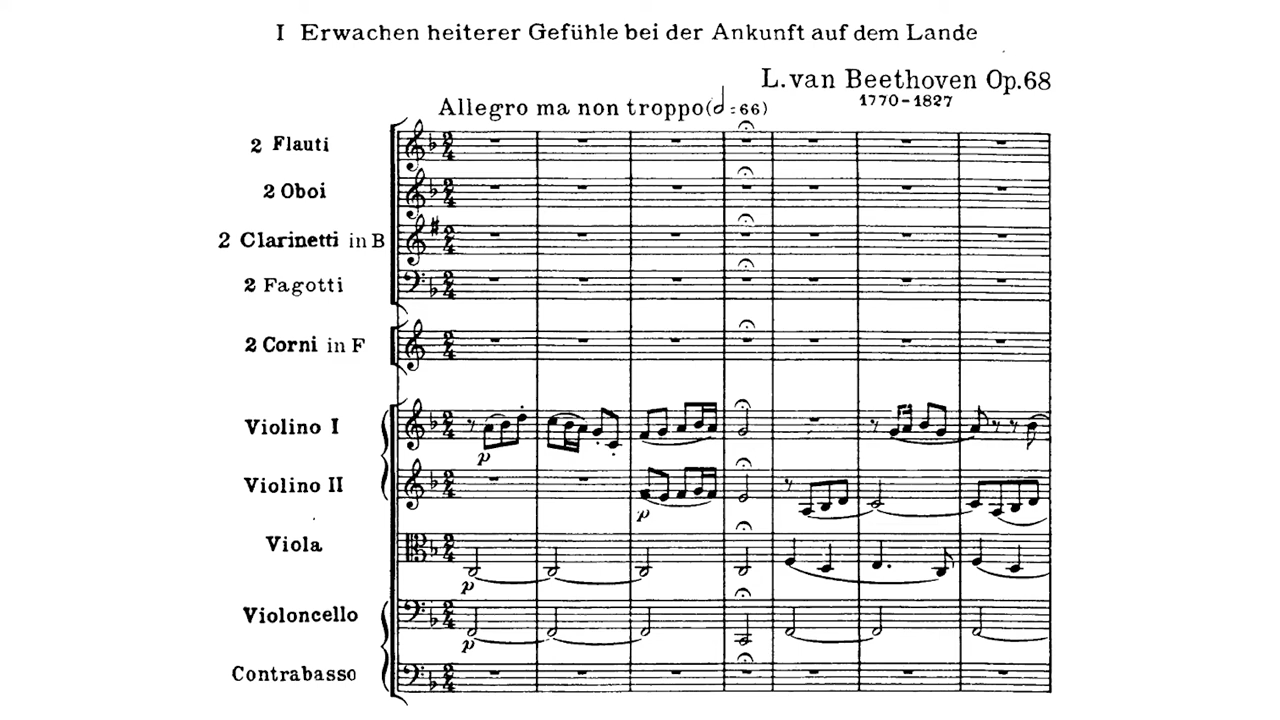 I Erwachen heiterer Gefühle bei der Ankunft auf dem Lande
L. van Beethoven Op. 68
1770-1827
Allegro ma non troppo (𝅗𝅥 = 66)
2 Flauti
2 Oboi
2 Clarinetti in B
2 Fagotti
2 Corni in F
Violino I
p
Violino II
p
Viola
p
Violoncello
p
Contrabasso